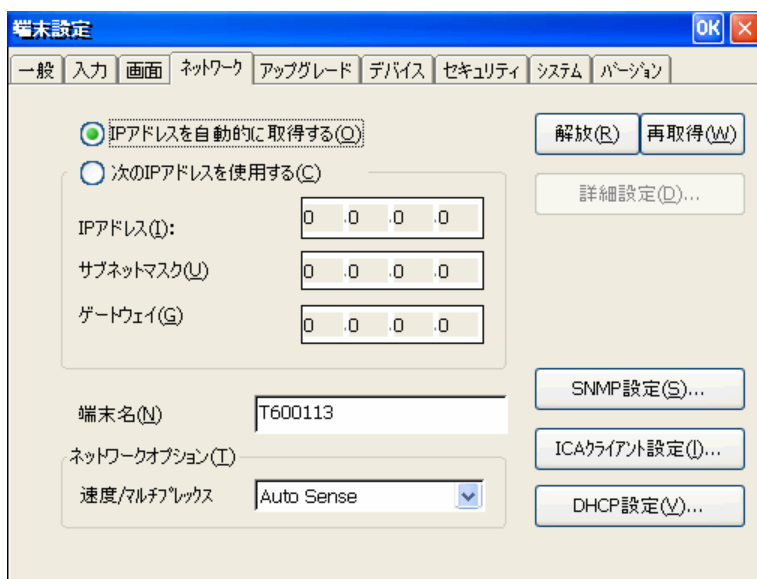 端末設定 OK
一般 入力 画面 ネットワーク アップグレード デバイス セキュリティ システム バージョン
IPアドレスを自動的に取得する(O) 解放(R) 再取得(W)
次のIPアドレスを使用する(C)
詳細設定(D)...
IPアドレス(I): 0 .0 .0 .0
サブネットマスク(U) 0 .0 .0 .0
ゲートウェイ(G) 0 .0 .0 .0
SNMP設定(S)...
端末名(N) T600113
ネットワークオプション(T) ICAクライアント設定(I)...
速度/マルチプレックス Auto Sense
DHCP設定(V)...